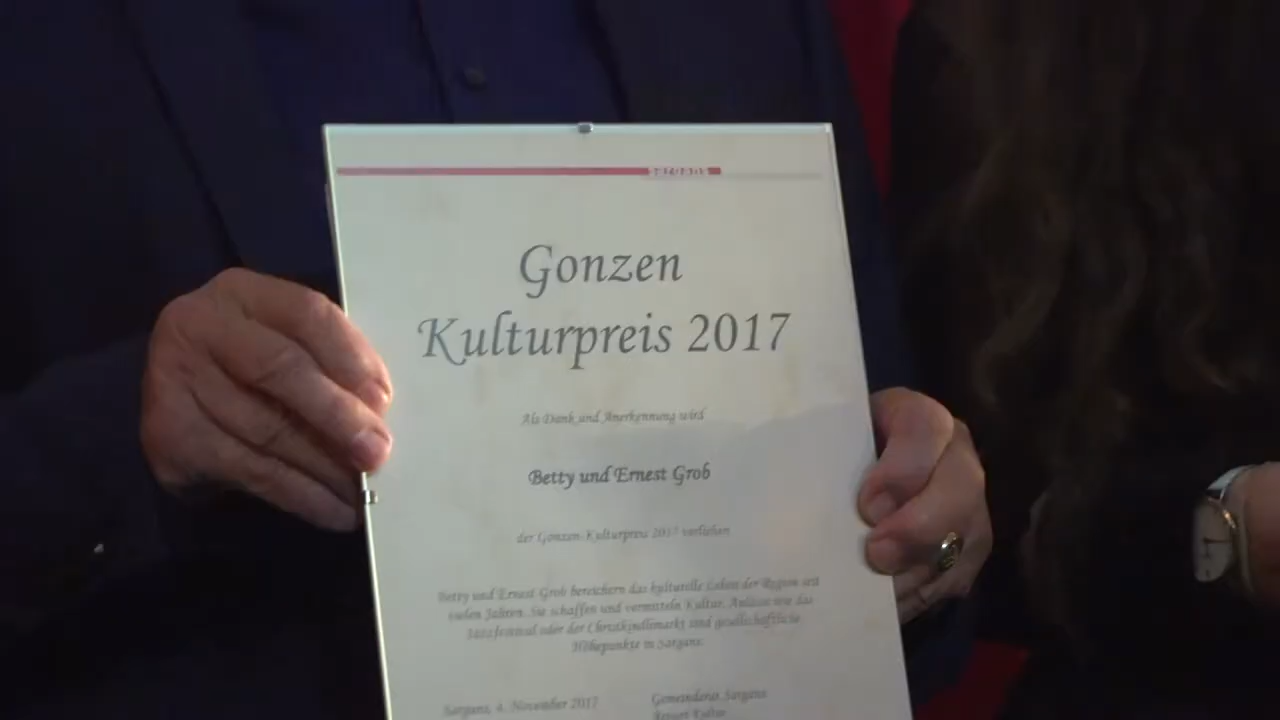 Gonzen
Kulturpreis 2017
Als Dank und Anerkennung wird
Betty und Ernest Grob
der Gonzen-Kulturpreis 2017 verliehen
Betty und Ernest Grob bereichern das kulturelle Leben der Region seit
vielen Jahren. Sie schaffen und vermitteln Kultur. Anlässe wie das
Jazzfestival oder der Christkindlimarkt sind gesellschaftliche
Höhepunkte in Sargans.
Sargans, 4. November 2017
Gemeinderat Sargans
Ressort Kultur